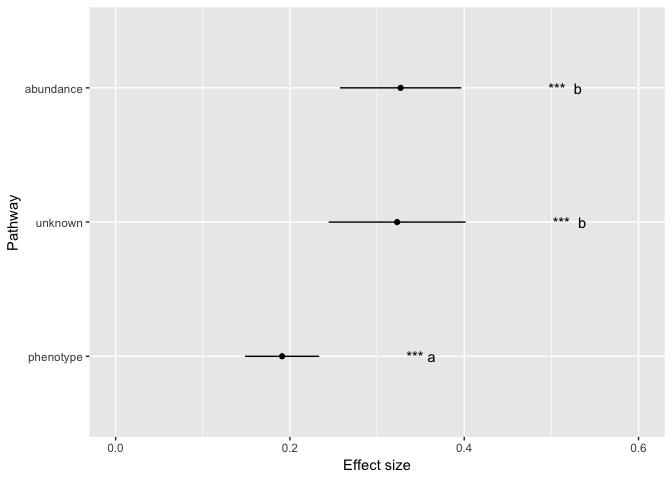 abundance
*** b
unknown
*** b
phenotype
*** a
0.0 0.2 0.4 0.6
Effect size
Pathway